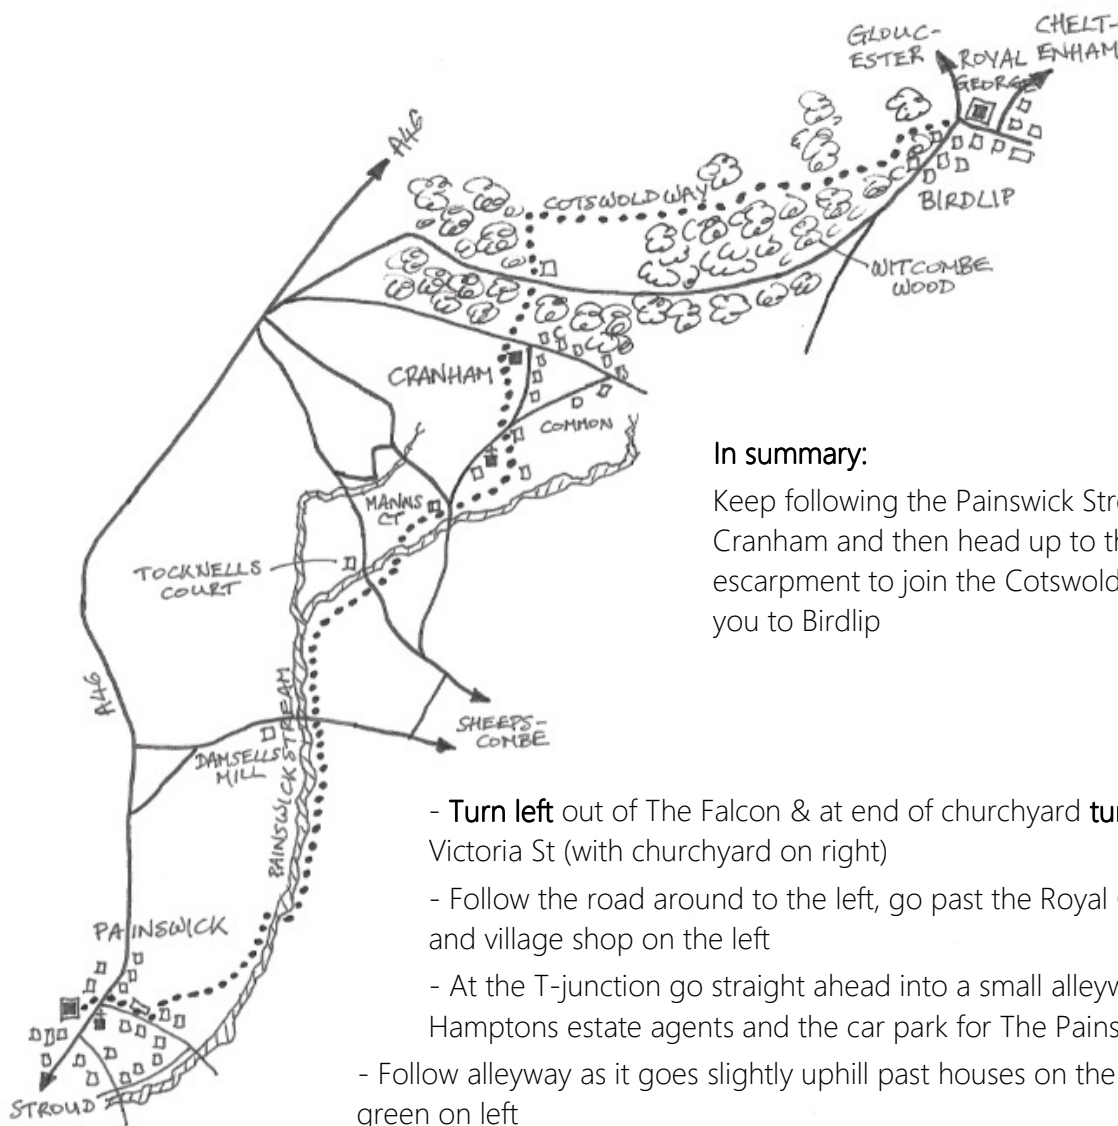 GLOUC-
ESTER
CHELT-
ENHAM
ROYAL
GEORGE
A46
COTSWOLD WAY
BIRDLIP
WITCOMBE
WOOD
CRANHAM
COMMON
MANNS
CT
TOCKNELLS
COURT
A46
PAINSWICK STREAM
SHEEPS-
COMBE
DAMSELLS
MILL
PAINSWICK
STROUD
In summary:
Keep following the Painswick
Cranham and then head up to
escarpment to join the Cotswold
you to Birdlip
- Turn left out of The Falcon & at end of churchyard
Victoria St (with churchyard on right)
- Follow the road around to the left, go past the Royal
and village shop on the left
- At the T-junction go straight ahead into a small
Hamptons estate agents and the car park for The
- Follow alleyway as it goes slightly uphill past houses on the
green on left